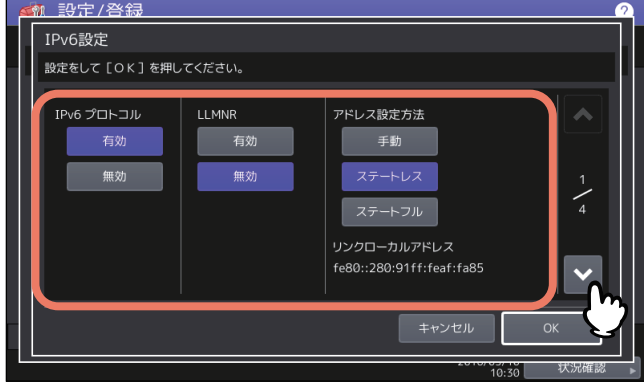 設定/登録
?
IPv6設定
設定をして［ＯＫ］を押してください。
IPv6 プロトコル
有効
無効
LLMNR
有効
無効
アドレス設定方法
手動
ステートレス
ステートフル
リンクローカルアドレス
fe80::280:91ff:feaf:fa85
1
4
キャンセル
OK
10:30
状況確認